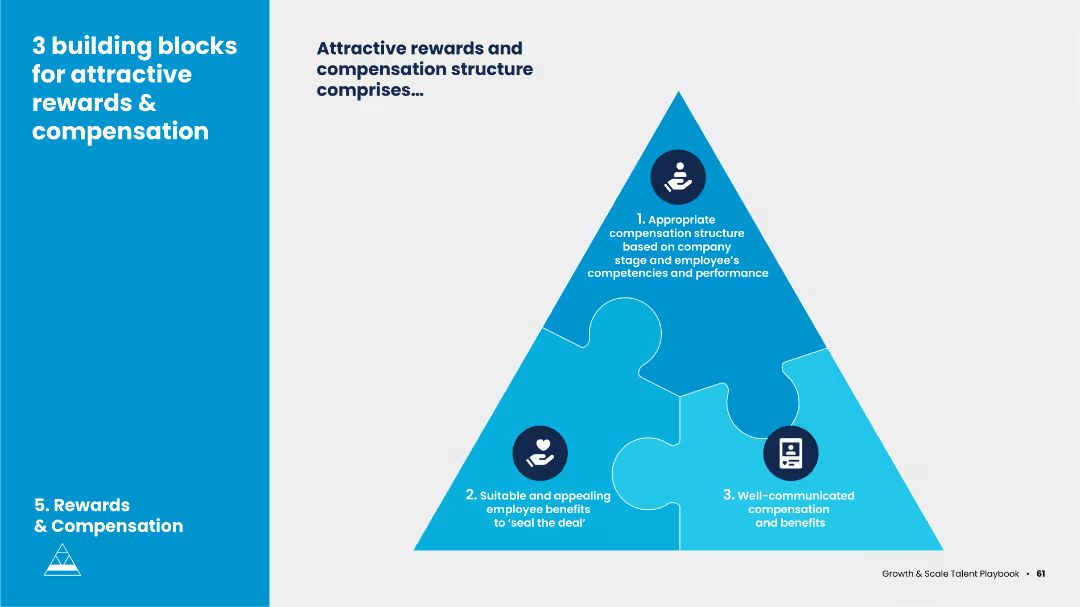 3 building blocks
for attractive
rewards &
compensation
Attractive rewards and
compensation structure
comprises…
1. Appropriate
compensation structure
based on company
stage and employee's
competencies and performance
2. Suitable and appealing
employee benefits
to 'seal the deal'
3. Well-communicated
compensation
and benefits
5. Rewards
& Compensation
Growth & Scale Talent Playbook • 61